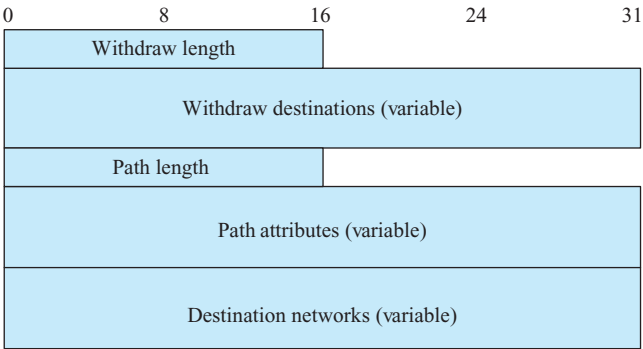 0 8 16 24 31
Withdraw length
Withdraw destinations (variable)
Path length
Path attributes (variable)
Destination networks (variable)